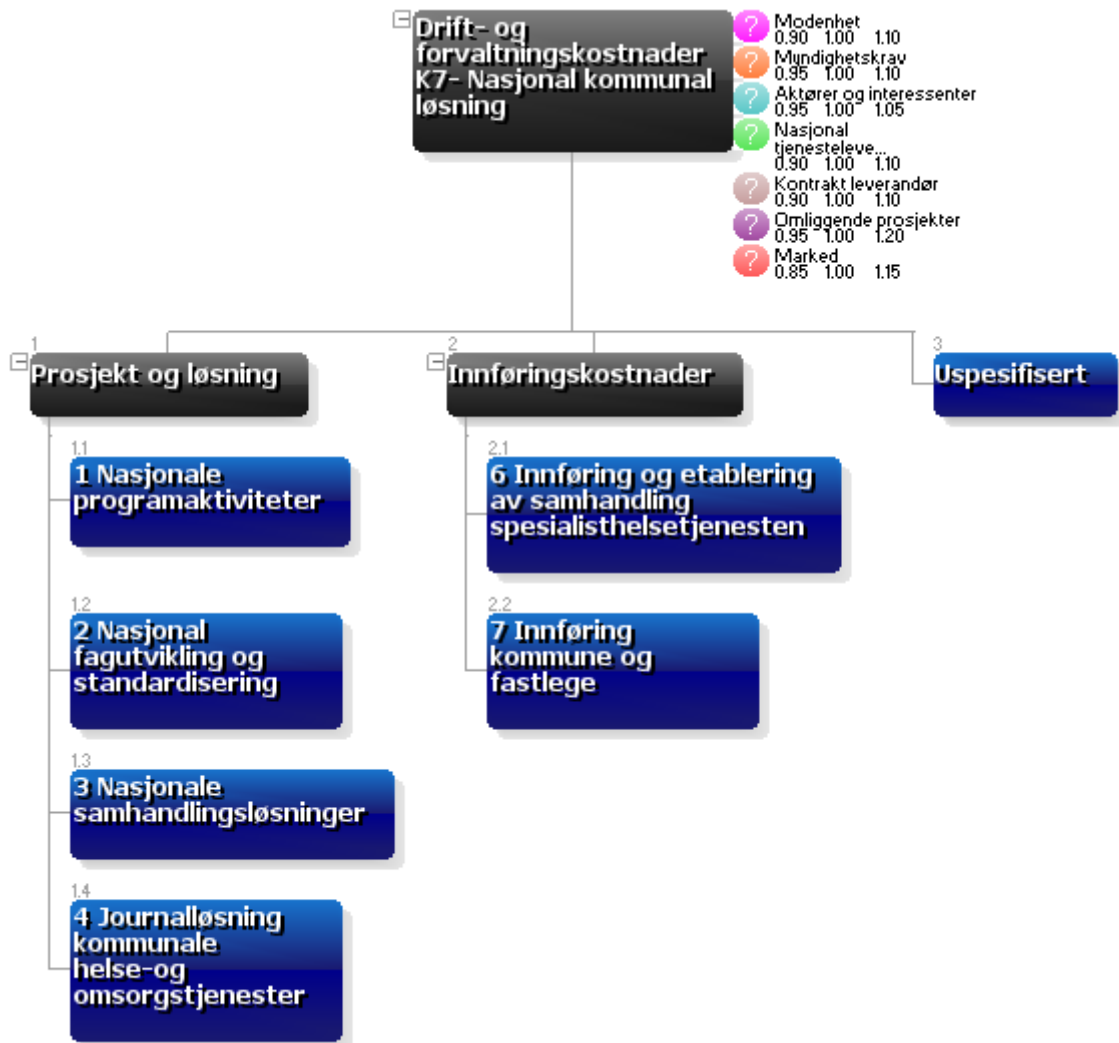 Drift- og
forvaltningskostnader
K7- Nasjonal kommunal
løsning
Modenhet
0.90 1.00 1.10
Myndighetskrav
0.95 1.00 1.10
Aktører og interessenter
0.95 1.00 1.05
Nasjonal
tjenesteleve...
0.90 1.00 1.10
Kontrakt leverandør
0.90 1.00 1.10
Omliggende prosjekter
0.95 1.00 1.20
Marked
0.85 1.00 1.15
1
Prosjekt og løsning
2
Innføringskostnader
3
Uspesifisert
1.1
1 Nasjonale
programaktiviteter
1.2
2 Nasjonal
fagutvikling og
standardisering
1.3
3 Nasjonale
samhandlingsløsninger
1.4
4 Journalløsning
kommunale
helse-og
omsorgstjenester
2.1
6 Innføring og etablering
av samhandling
spesialisthelsetjenesten
2.2
7 Innføring
kommune og
fastlege